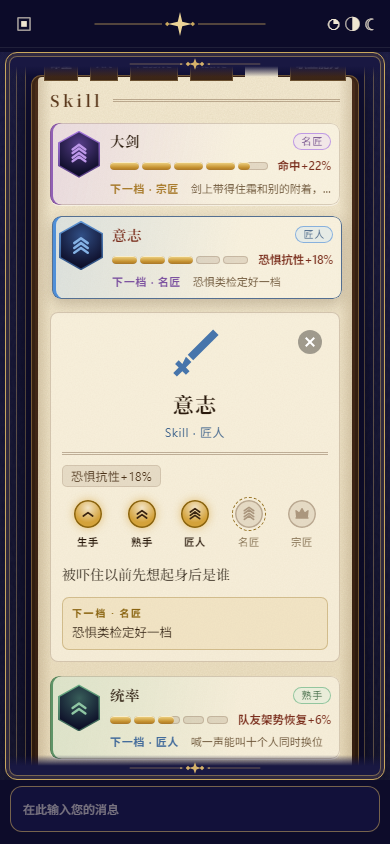 Skill
大剑
名匠
命中+22%
下一档 · 宗匠 剑上带得住霜和别的附着，...
意志
匠人
恐惧抗性+18%
下一档 · 名匠 恐惧类检定好一档
意志
Skill · 匠人
恐惧抗性+18%
生手 熟手 匠人 名匠 宗匠
被吓住以前先想起身后是谁
下一档 · 名匠
恐惧类检定好一档
统率
熟手
队友架势恢复+6%
下一档 · 匠人 喊一声能叫十个人同时换位
在此输入您的消息